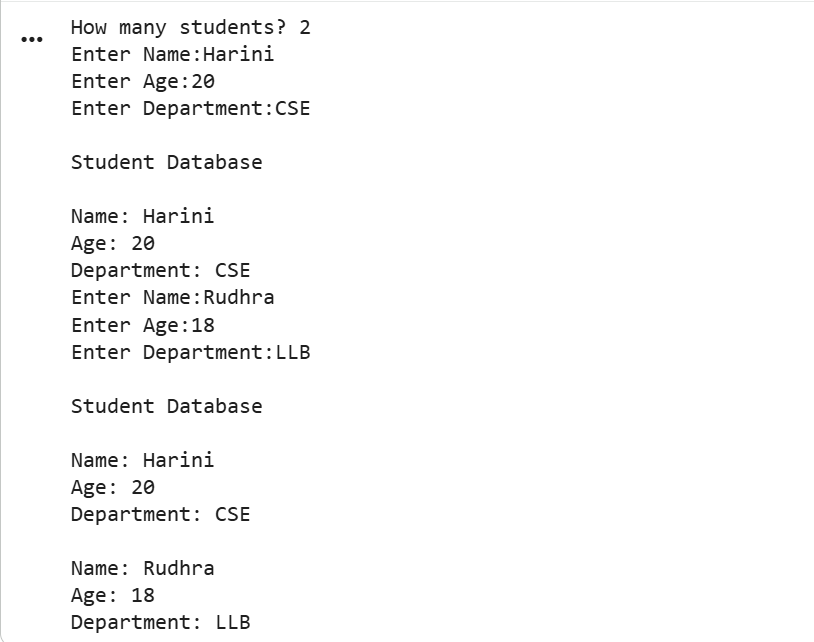 How many students? 2
Enter Name:Harini
Enter Age:20
Enter Department:CSE
Student Database
Name: Harini
Age: 20
Department: CSE
Enter Name:Rudhra
Enter Age:18
Enter Department:LLB
Student Database
Name: Harini
Age: 20
Department: CSE
Name: Rudhra
Age: 18
Department: LLB